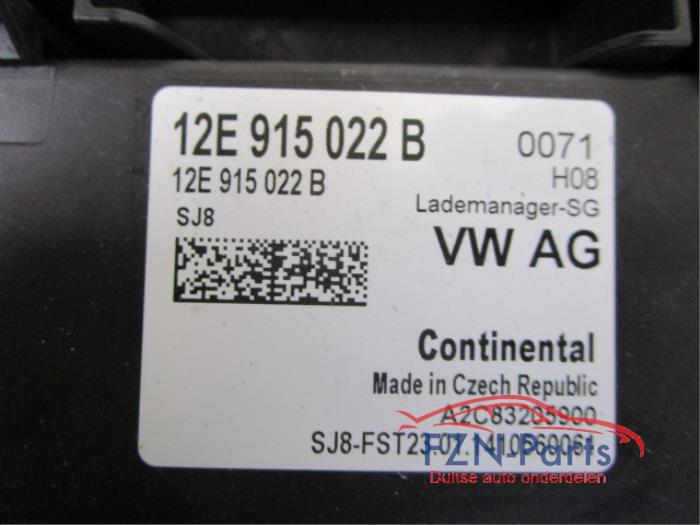 12E 915 022 B
0071
12E 915 022 B
H08
SJ8
Lademanager-SG
VW AG
Continental
Made in Czech Republic
A2C83205900
FZN-Parts
Duitse auto onderdelen